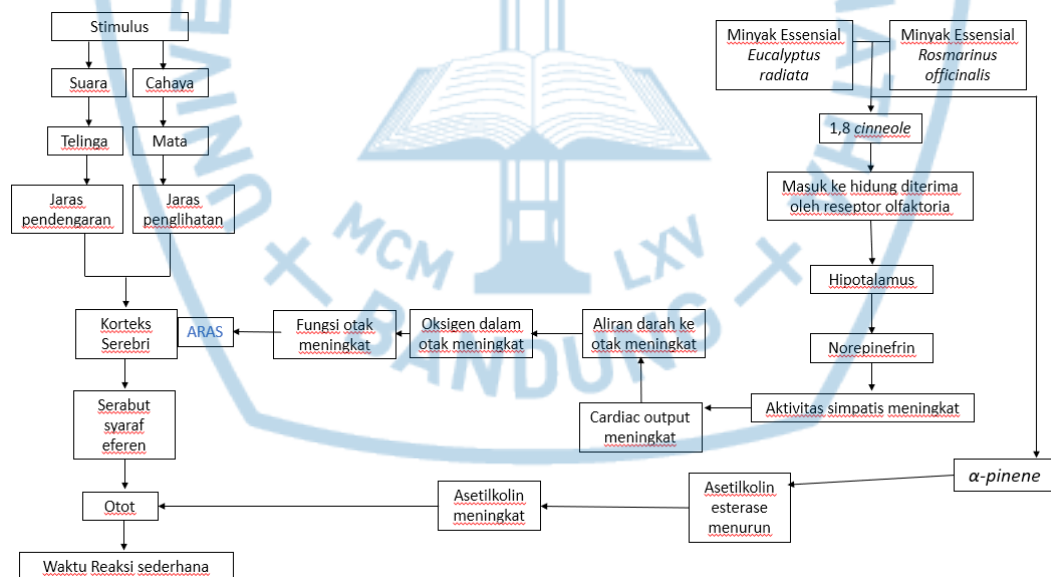 Stimulus
Suara
Cahaya
Telinga
Mata
Jaras
pendengaran
Jaras
penglihatan
Korteks
Serebri
ARAS
Serabut
syaraf
eferen
Otot
Waktu Reaksi sederhana
Fungsi otak
meningkat
Oksigen dalam
otak meningkat
Aliran darah ke
otak meningkat
Cardiac output
meningkat
Asetilkolin
meningkat
Asetilkolin
esterase
menurun
Minyak Essensial
Eucalyptus
radiata
Minyak Essensial
Rosmarinus
officinalis
1,8 cinneole
Masuk ke hidung diterima
oleh reseptor olfaktoria
Hipotalamus
Norepinefrin
Aktivitas simpatis meningkat
α-pinene
MCM
LXV
BANDUNG